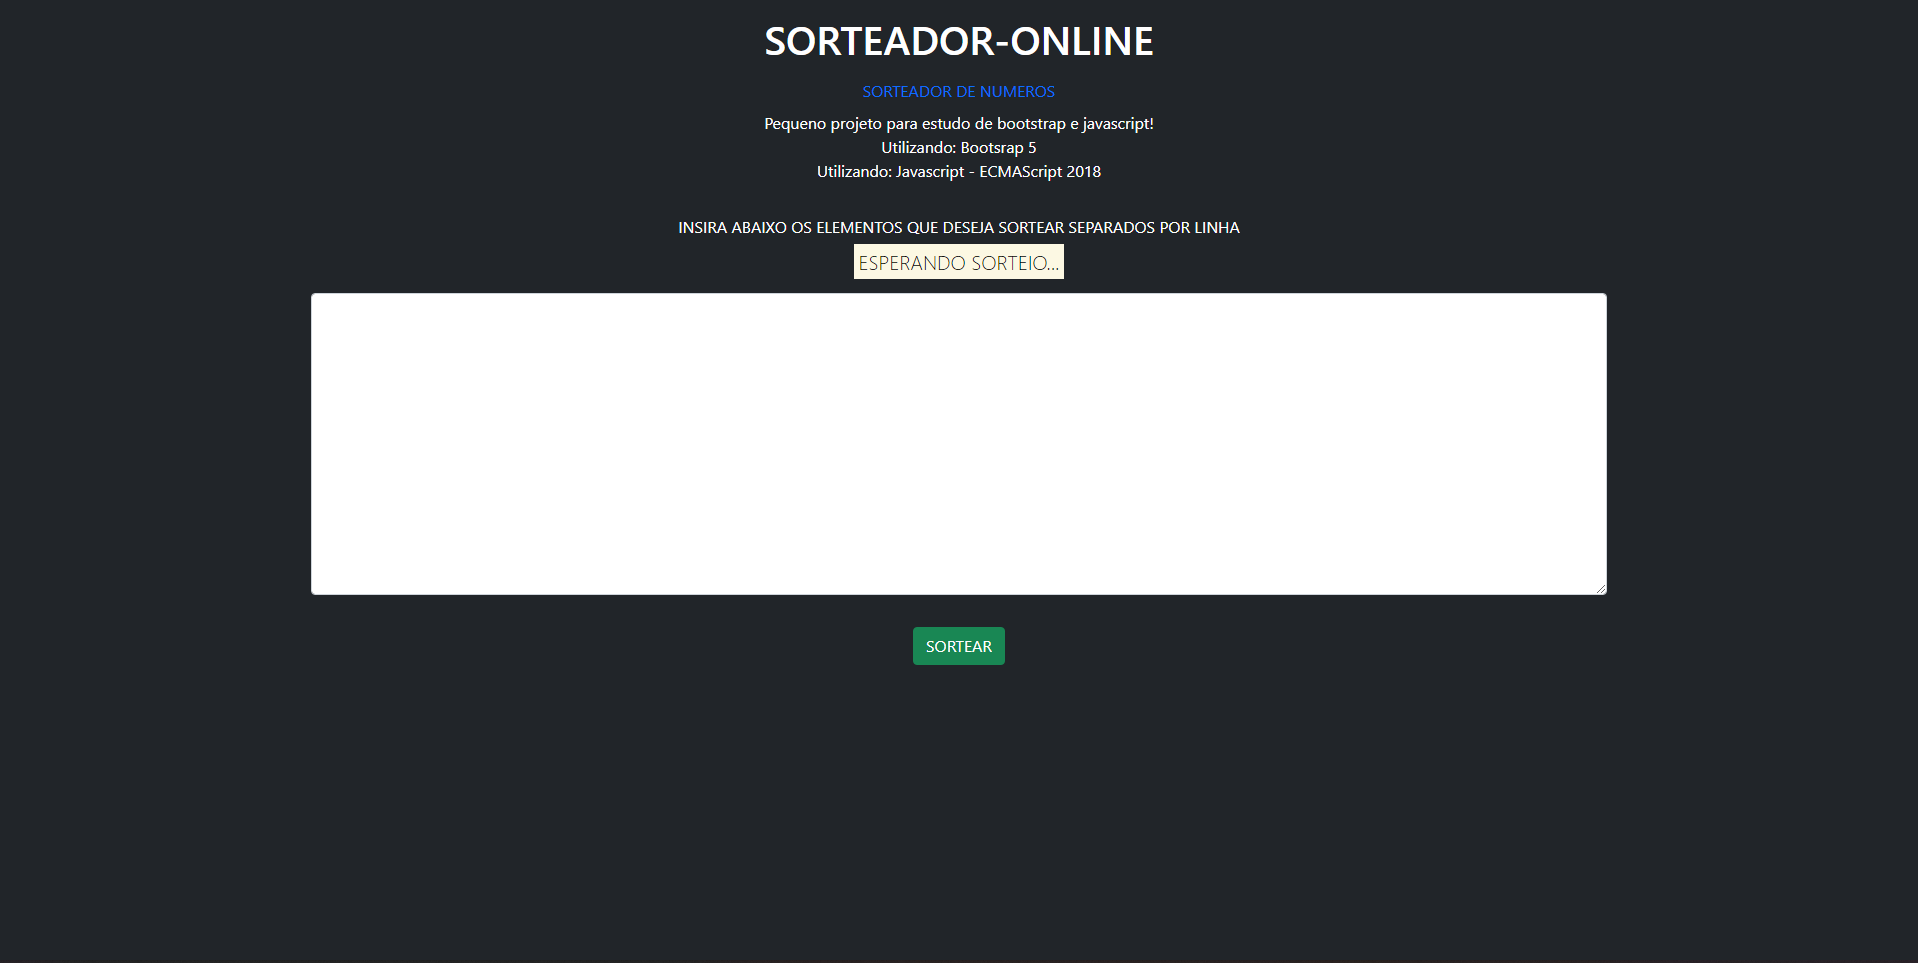 SORTEADOR-ONLINE
SORTEADOR DE NUMEROS
Pequeno projeto para estudo de bootstrap e javascript!
Utilizando: Bootsrap 5
Utilizando: Javascript - ECMAScript 2018
INSIRA ABAIXO OS ELEMENTOS QUE DESEJA SORTEAR SEPARADOS POR LINHA
ESPERANDO SORTEIO...
SORTEAR